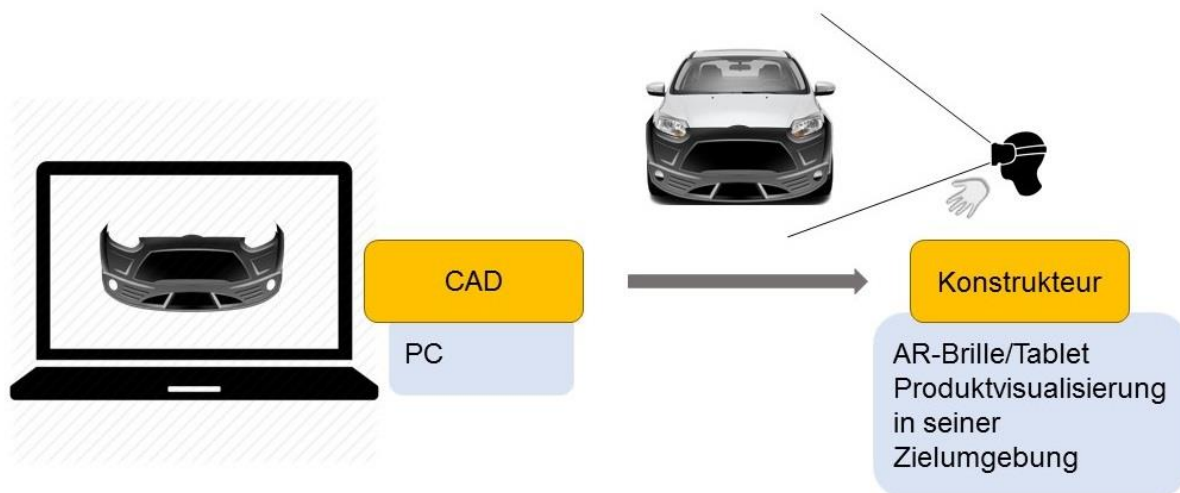 CAD
PC
Konstrukteur
AR-Brille/Tablet
Produktvisualisierung
in seiner
Zielumgebung